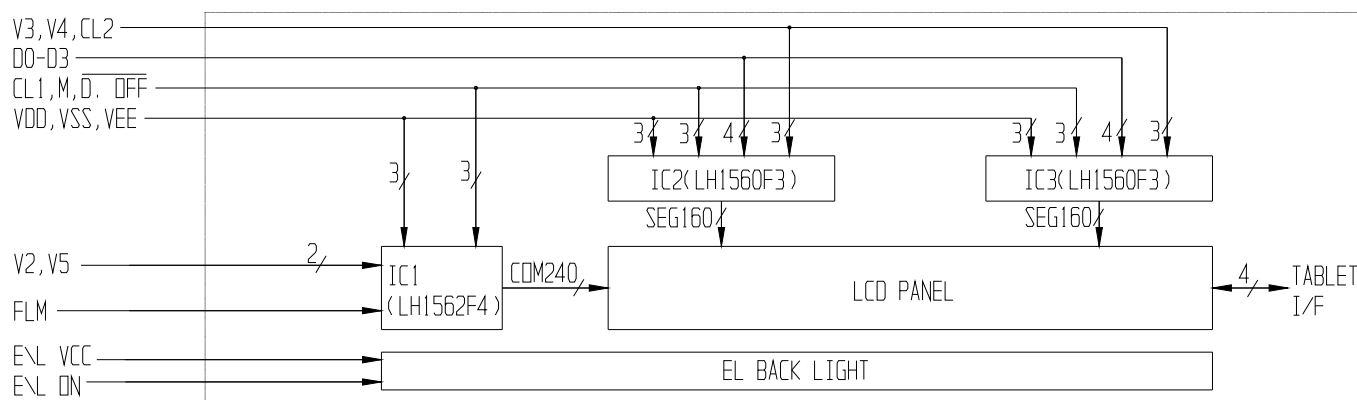 V3,V4,CL2
D0-D3
CL1,M,D. OFF
VDD,VSS,VEE
3 3 4 3
3 3 4 3
IC2(LH1560F3)
IC3(LH1560F3)
3
3
SEG160
SEG160
V2,V5
2
IC1
(LH1562F4)
COM240
LCD PANEL
4
TABLET
I/F
FLM
E\L VCC
E\L ON
EL BACK LIGHT